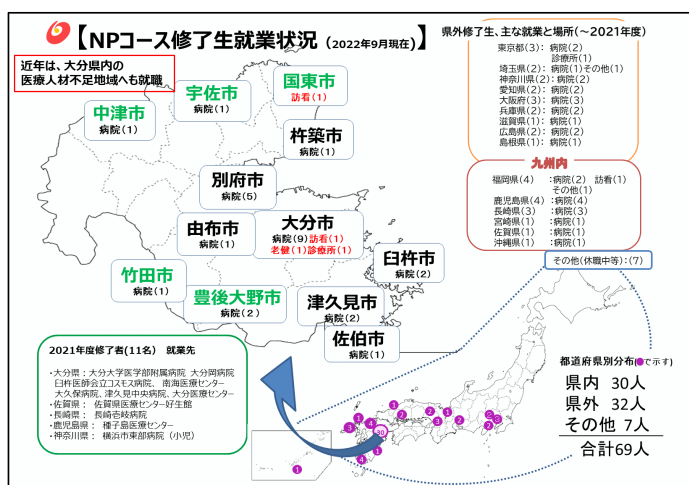 【NPコース修了生就業状況（2022年9月現在）】
近年は、大分県内の
医療人材不足地域へも就職
国東市
訪看（1）
宇佐市
病院（1）
中津市
病院（1）
杵築市
病院（1）
別府市
病院（5）
由布市
病院（1）
大分市
病院（9）訪看（1）
老健（1）診療所（1）
臼杵市
病院（2）
竹田市
病院（1）
豊後大野市
病院（2）
津久見市
病院（2）
佐伯市
病院（1）
県外修了生、主な就業と場所（～2021年度）
東京都（3）：病院（2）
診療所（1）
埼玉県（2）：病院（1）その他（1）
神奈川県（2）：病院（2）
愛知県（2）：病院（2）
大阪府（3）：病院（3）
兵庫県（2）：病院（2）
滋賀県（1）：病院（1）
広島県（2）：病院（2）
島根県（1）：病院（1）
九州内
福岡県（4）：病院（2） 訪看（1）
その他（1）
鹿児島県（4）：病院（4）
長崎県（3）：病院（3）
宮崎県（1）：病院（1）
佐賀県（1）：病院（1）
沖縄県（1）：病院（1）
その他（休職中等）：（7）
2021年度修了者（11名） 就業先
・大分県：大分大学医学部附属病院 大分岡病院
臼杵医師会立コスモス病院、南海医療センター
大久保病院、津久見中央病院、大分医療センター
・佐賀県： 佐賀県医療センター好生館
・長崎県： 長崎壱岐病院
・鹿児島県： 種子島医療センター
・神奈川県： 横浜市東部病院（小児）
都道府県別分布（●で示す）
県内 30人
県外 32人
その他 7人
合計69人
1
2
2
1
3
2
2
2
3
1
4
3
30
1
4
1